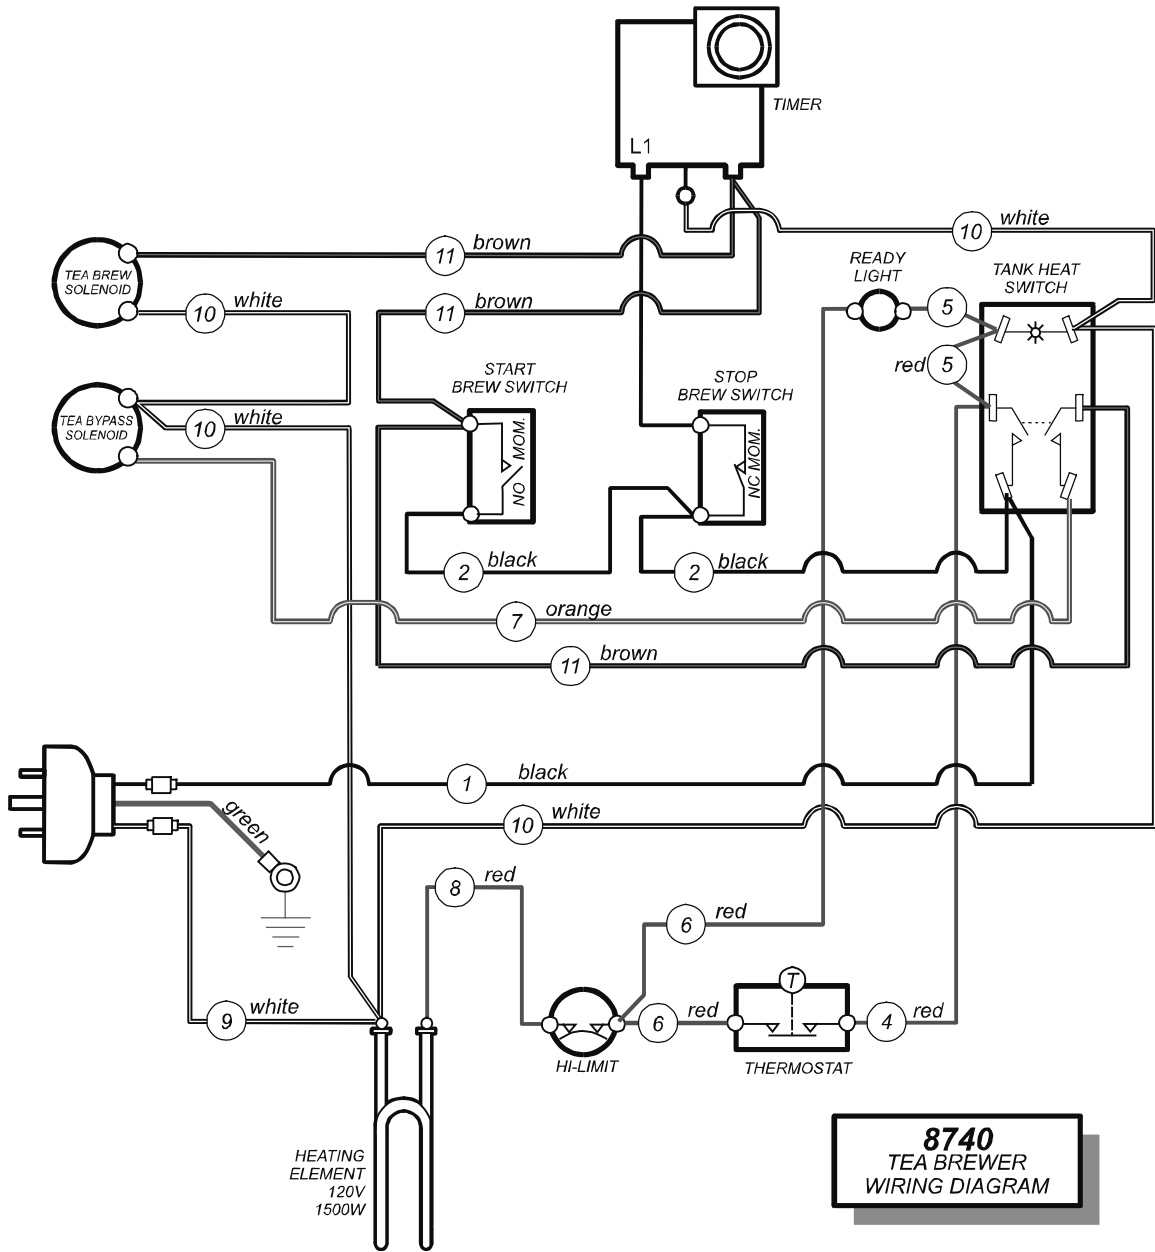 TIMER
L1
10 white
11 brown
READY
LIGHT
TANK HEAT
SWITCH
TEA BREW
SOLENOID
10 white
11 brown
5
red 5
START
BREW SWITCH
STOP
BREW SWITCH
TEA BYPASS
SOLENOID
10 white
NO MOM.
NC MOM.
2 black
2 black
7 orange
11 brown
1 black
green
10 white
8 red
6 red
T
9 white
6 red
4 red
HI-LIMIT
THERMOSTAT
HEATING
ELEMENT
120V
1500W
8740
TEA BREWER
WIRING DIAGRAM